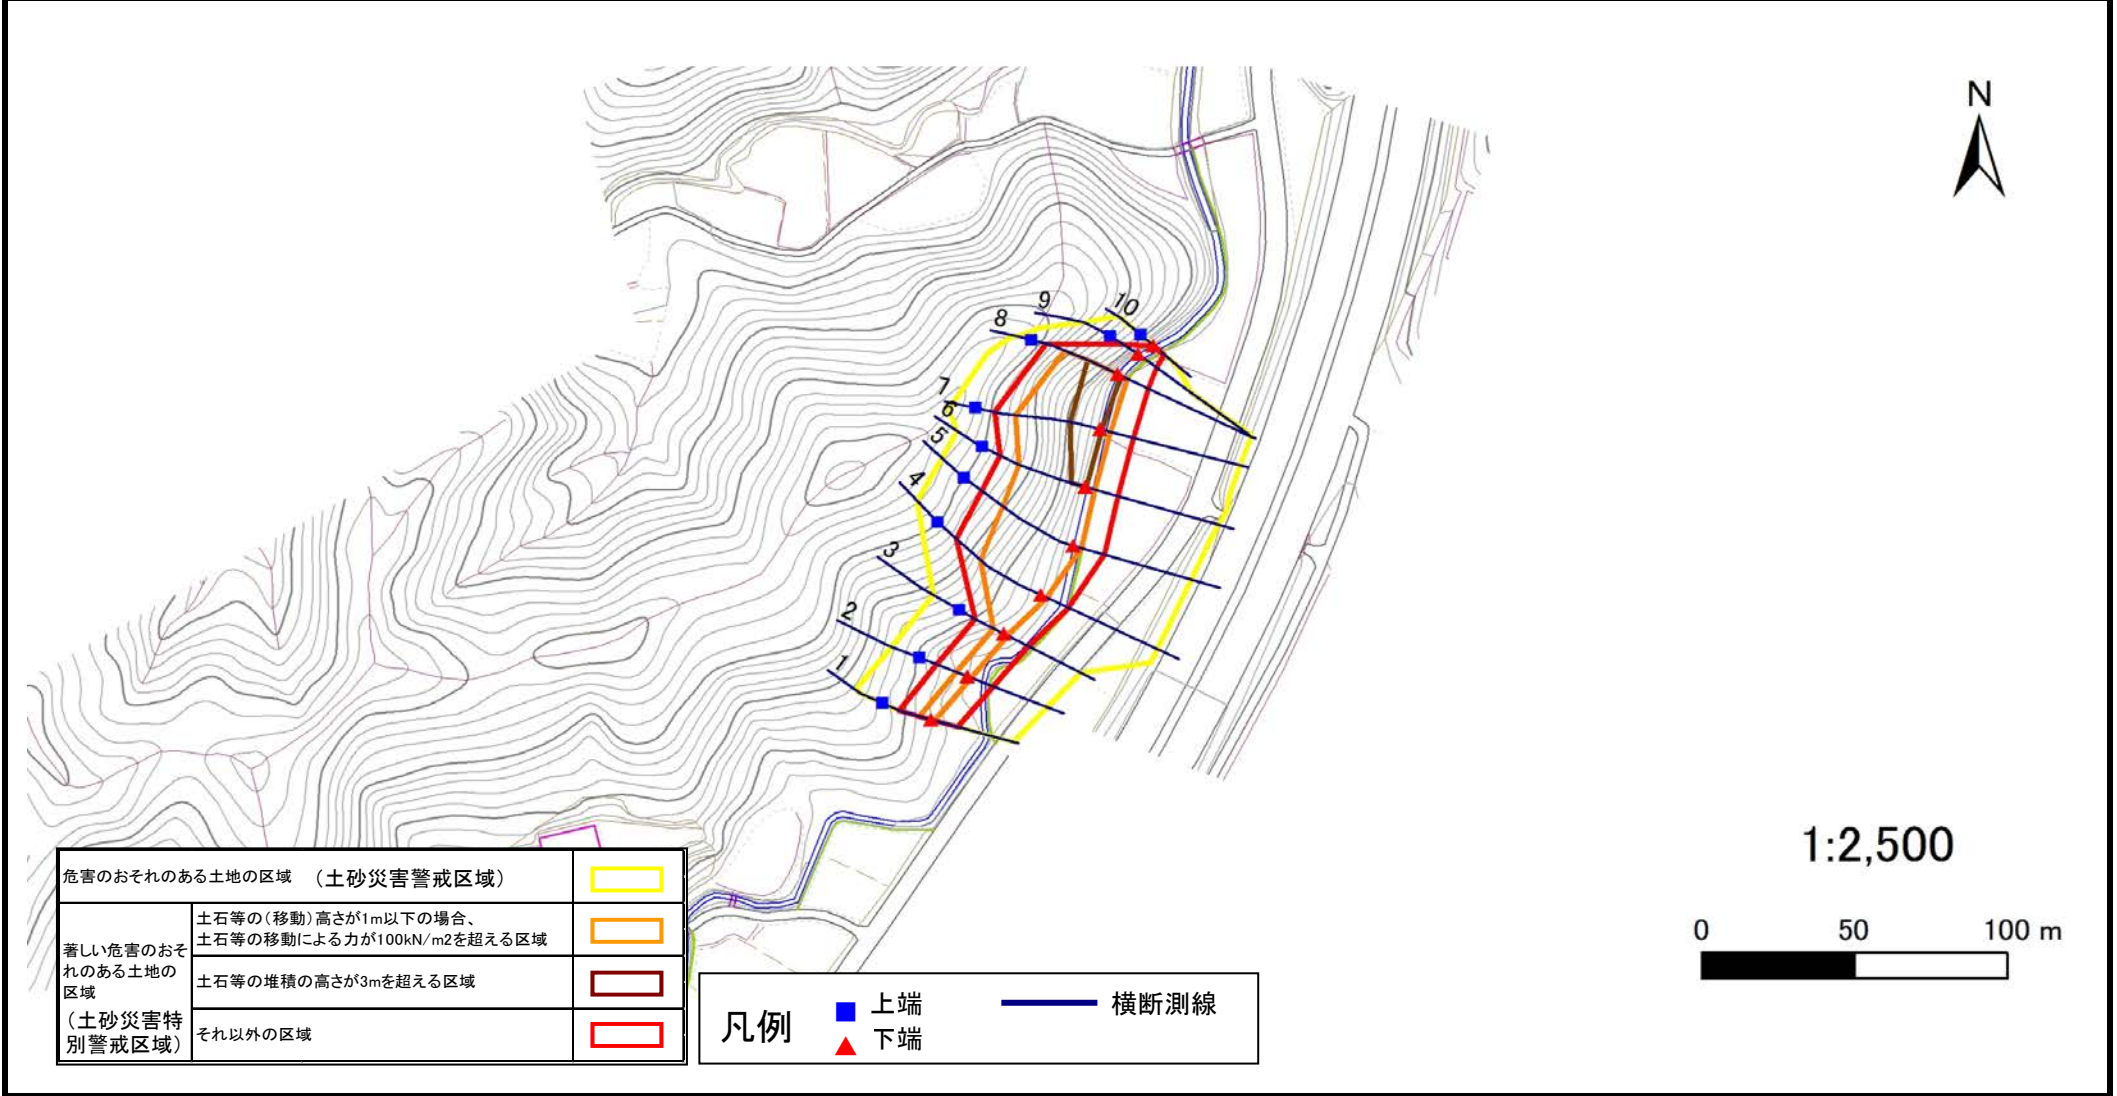 N
9
10
8
7
6
5
4
3
2
1
1:2,500
0 50 100 m
危害のおそれのある土地の区域 (土砂災害警戒区域)
著しい危害のおそ
れのある土地の
区域
(土砂災害特
別警戒区域)
土石等の(移動)高さが1m以下の場合、
土石等の移動による力が100kN/m2を超える区域
土石等の堆積の高さが3mを超える区域
それ以外の区域
凡例
上端
下端
横断測線